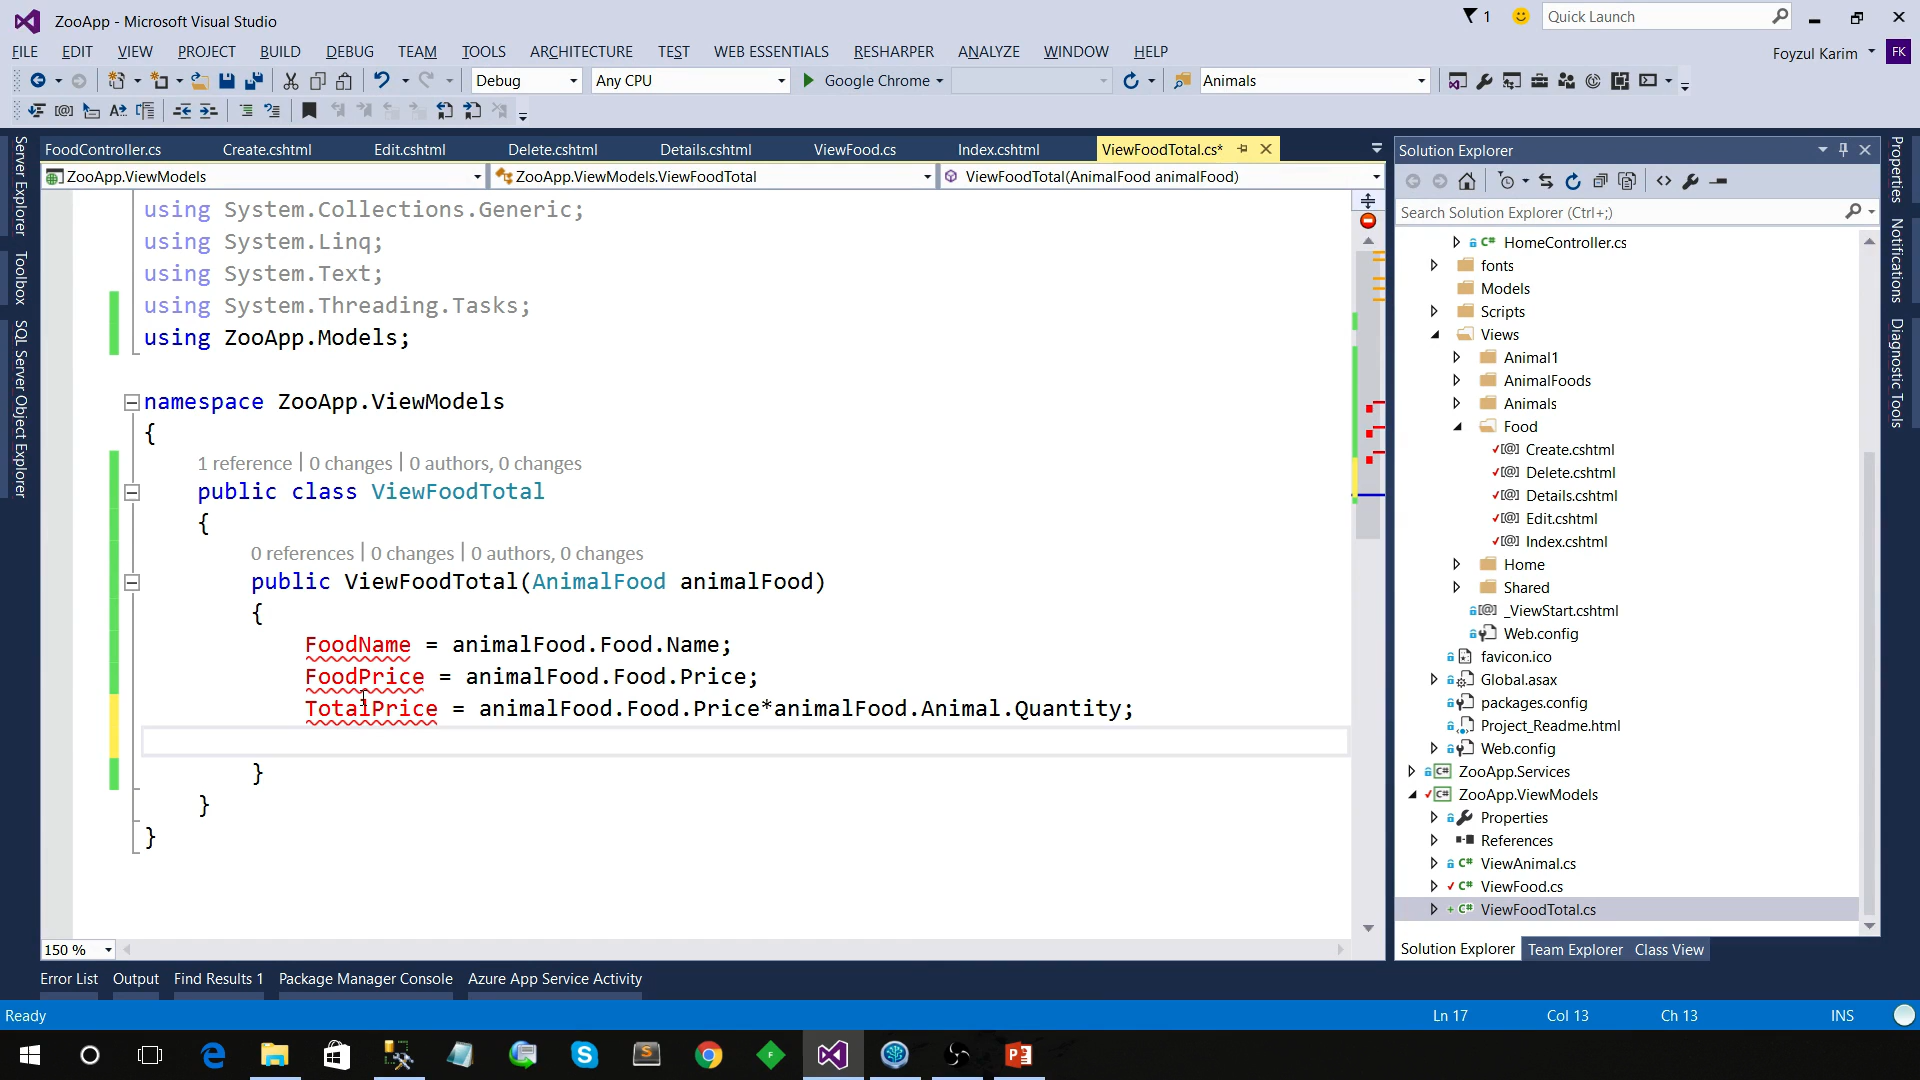 ZooApp - Microsoft Visual Studio
1
Quick Launch
FILE EDIT VIEW PROJECT BUILD DEBUG TEAM TOOLS ARCHITECTURE TEST WEB ESSENTIALS RESHARPER ANALYZE WINDOW HELP
Foyzul Karim FK
Debug Any CPU Google Chrome Animals
FoodController.cs Create.cshtml Edit.cshtml Delete.cshtml Details.cshtml ViewFood.cs Index.cshtml ViewFoodTotal.cs*
ZooApp.ViewModels ZooApp.ViewModels.ViewFoodTotal ViewFoodTotal(AnimalFood animalFood)
Server Explorer
Toolbox
SQL Server Object Explorer
using System.Collections.Generic;
using System.Linq;
using System.Text;
using System.Threading.Tasks;
using ZooApp.Models;
namespace ZooApp.ViewModels
{
1 reference | 0 changes | 0 authors, 0 changes
public class ViewFoodTotal
{
0 references | 0 changes | 0 authors, 0 changes
public ViewFoodTotal(AnimalFood animalFood)
{
FoodName = animalFood.Food.Name;
FoodPrice = animalFood.Food.Price;
TotalPrice = animalFood.Food.Price*animalFood.Animal.Quantity;
}
}
}
150 %
Solution Explorer
Search Solution Explorer (Ctrl+;)
C# HomeController.cs
fonts
Models
Scripts
Views
Animal1
AnimalFoods
Animals
Food
[@] Create.cshtml
[@] Delete.cshtml
[@] Details.cshtml
[@] Edit.cshtml
[@] Index.cshtml
Home
Shared
[@] _ViewStart.cshtml
Web.config
favicon.ico
Global.asax
packages.config
Project_Readme.html
Web.config
C# ZooApp.Services
C# ZooApp.ViewModels
Properties
References
C# ViewAnimal.cs
C# ViewFood.cs
C# ViewFoodTotal.cs
Solution Explorer Team Explorer Class View
Properties
Notifications
Diagnostic Tools
Error List Output Find Results 1 Package Manager Console Azure App Service Activity
Ready Ln 17 Col 13 Ch 13 INS